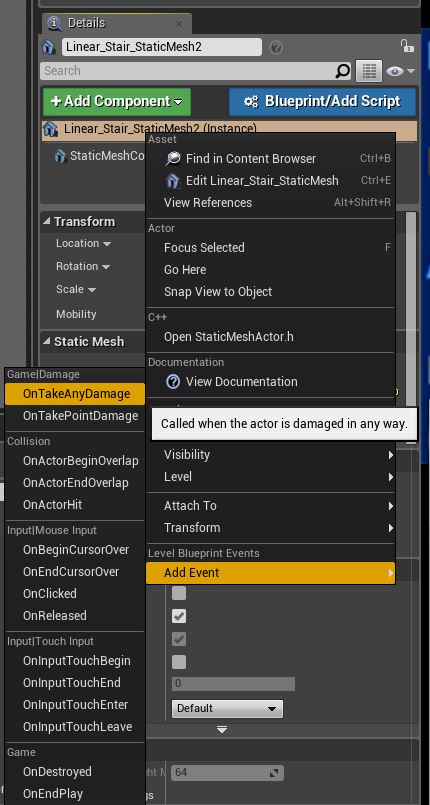 Details
Linear_Stair_StaticMesh2
Search
Add Component
Blueprint/Add Script
Linear_Stair_StaticMesh2 (Instance)
StaticMeshCo
Asset
Find in Content Browser Ctrl+B
Edit Linear_Stair_StaticMesh Ctrl+E
View References Alt+Shift+R
Actor
Focus Selected F
Go Here
Snap View to Object
C++
Open StaticMeshActor.h
Documentation
View Documentation
Called when the actor is damaged in any way.
Visibility
Level
Attach To
Transform
Level Blueprint Events
Add Event
Transform
Location
Rotation
Scale
Mobility
Static Mesh
Game|Damage
OnTakeAnyDamage
OnTakePointDamage
Collision
OnActorBeginOverlap
OnActorEndOverlap
OnActorHit
Input|Mouse Input
OnBeginCursorOver
OnEndCursorOver
OnClicked
OnReleased
Input|Touch Input
OnInputTouchBegin
OnInputTouchEnd
OnInputTouchEnter
OnInputTouchLeave
Game
OnDestroyed
OnEndPlay
0
Default
64